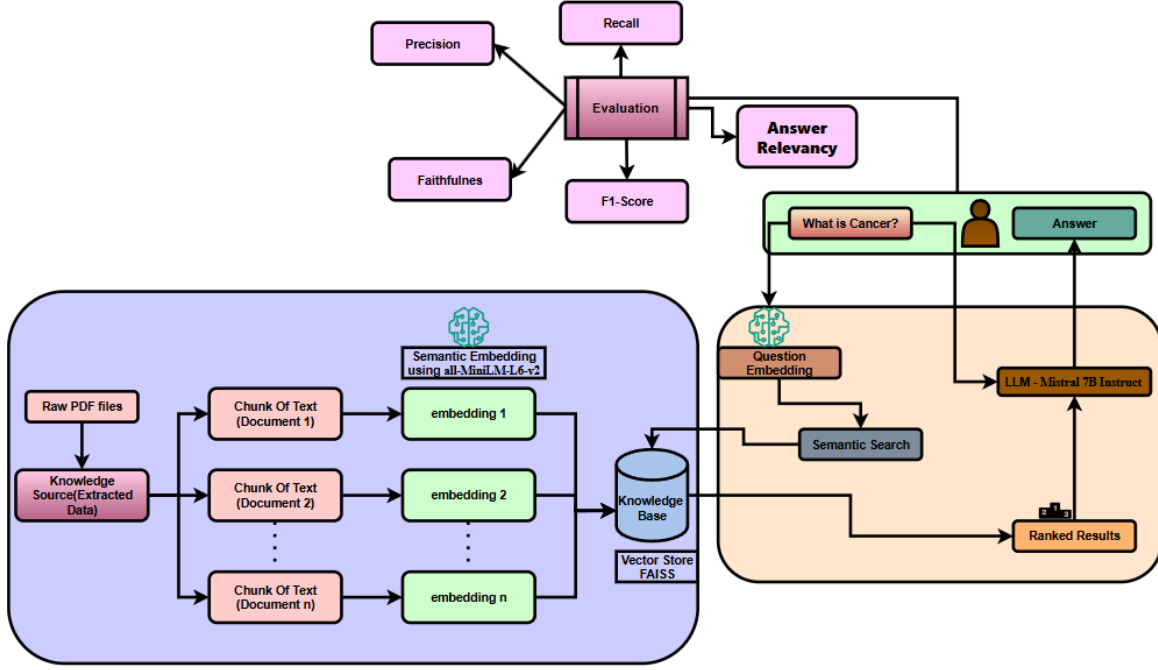 Recall
Precision
Evaluation
Answer
Relevancy
Faithfulnes
F1-Score
What is Cancer?
Answer
Semantic Embedding
using all-MiniLM-L6-v2
Question
Embedding
LLM - Mistral 7B Instruct
Raw PDF files
Chunk Of Text
(Document 1)
embedding 1
Semantic Search
Knowledge
Source(Extracted
Data)
Chunk Of Text
(Document 2)
embedding 2
Knowledge
Base
2 1 3
Ranked Results
Vector Store
FAISS
Chunk Of Text
(Document n)
embedding n